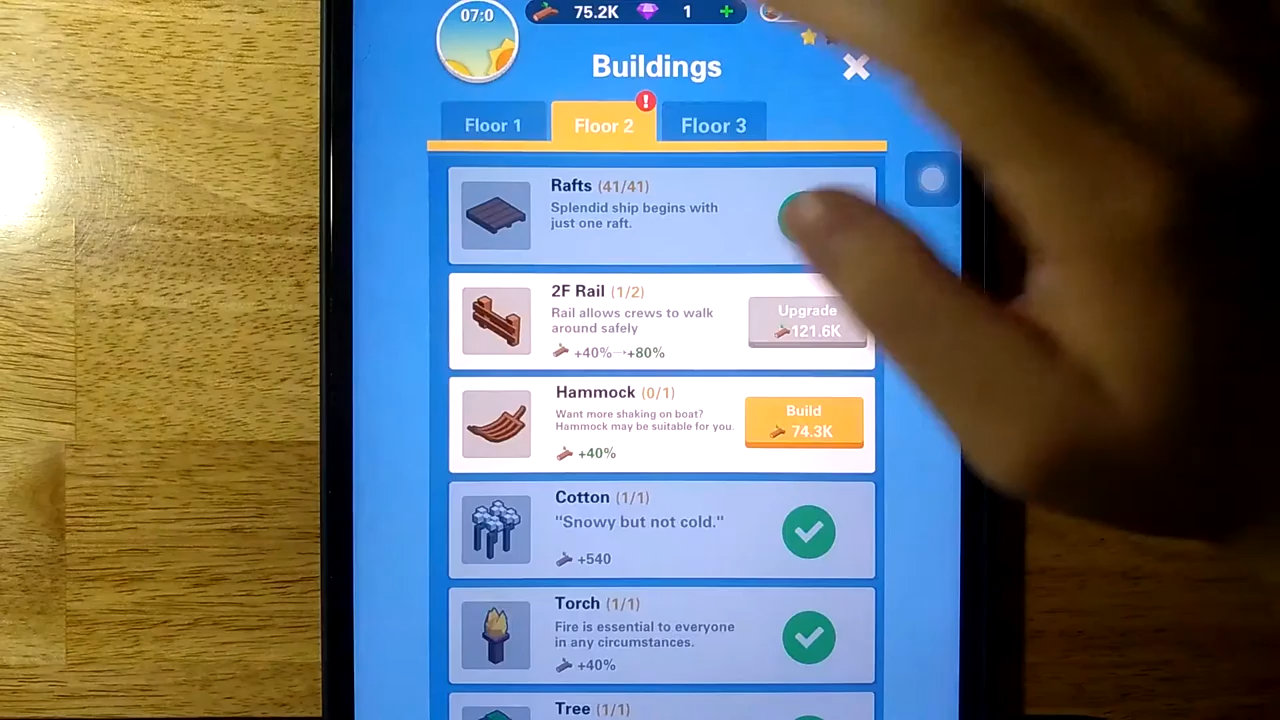 07:0
75.2K
1
Buildings
Floor 1
Floor 2
!
Floor 3
Rafts (41/41)
Splendid ship begins with
just one raft.
2F Rail (1/2)
Rail allows crews to walk
around safely
+40%→+80%
Upgrade
121.6K
Hammock (0/1)
Want more shaking on boat?
Hammock may be suitable for you.
+40%
Build
74.3K
Cotton (1/1)
"Snowy but not cold."
+540
Torch (1/1)
Fire is essential to everyone
in any circumstances.
+40%
Tree (1/1)